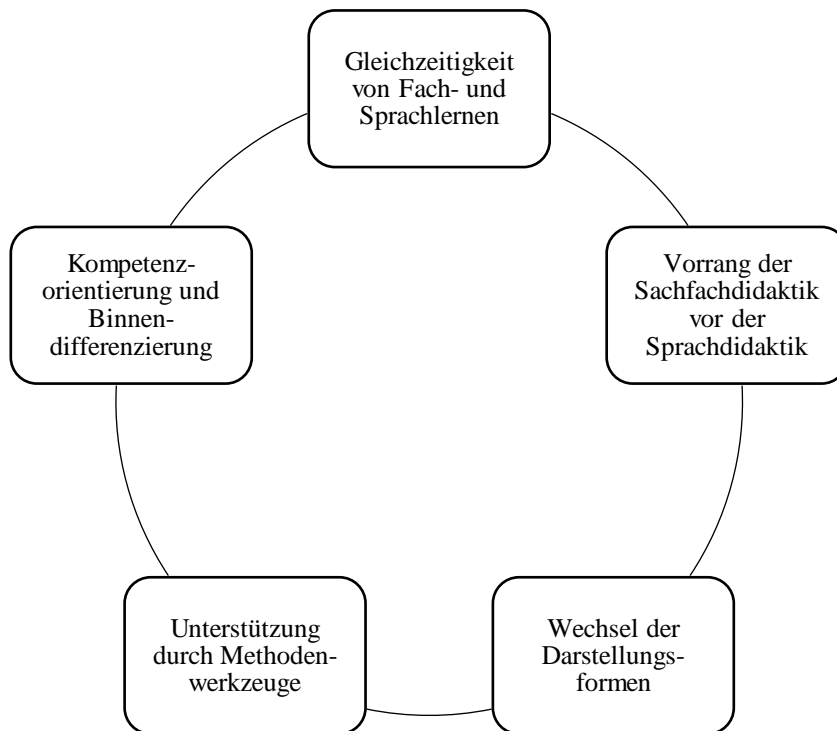 Gleichzeitigkeit
von Fach- und
Sprachlernen
Vorrang der
Sachfachdidaktik
vor der
Sprachdidaktik
Wechsel der
Darstellungs-
formen
Unterstützung
durch Methoden-
werkzeuge
Kompetenz-
orientierung und
Binnen-
differenzierung